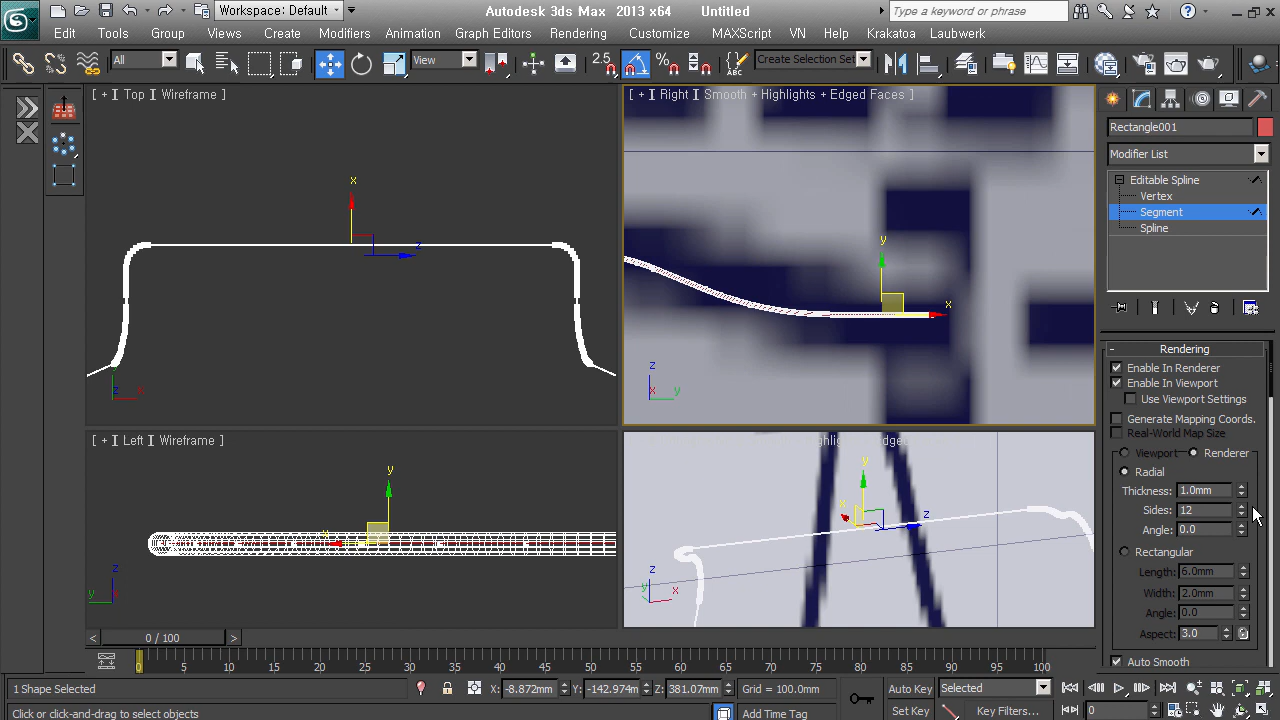 Workspace: Default
Autodesk 3ds Max  2013 x64     Untitled
Type a keyword or phrase
Edit Tools Group Views Create Modifiers Animation Graph Editors Rendering Customize MAXScript VN Help Krakatoa Laubwerk
All
View
2.5
Create Selection Set
[ + ] [ Top ] [ Wireframe ]
[ + ] [ Right ] [ Smooth + Highlights + Edged Faces ]
Rectangle001
Modifier List
Editable Spline
Vertex
Segment
Spline
x
z
z
x
y
x
z
x
y
[ + ] [ Left ] [ Wireframe ]
y
x
z
y
y
x
z
z
x
y
Rendering
Enable In Renderer
Enable In Viewport
Use Viewport Settings
Generate Mapping Coords.
Real-World Map Size
Viewport Renderer
Radial
Thickness: 1.0mm
Sides: 12
Angle: 0.0
Rectangular
Length: 6.0mm
Width: 2.0mm
Angle: 0.0
Aspect: 3.0
Auto Smooth
< 0 / 100 >
0 5 10 15 20 25 30 35 40 45 50 55 60 65 70 75 80 85 90 95 100
1 Shape Selected
X: -8.872mm Y: -142.974m Z: 381.07mm Grid = 100.0mm
Auto Key Selected
Click or click-and-drag to select objects
Add Time Tag
Set Key Key Filters... 0